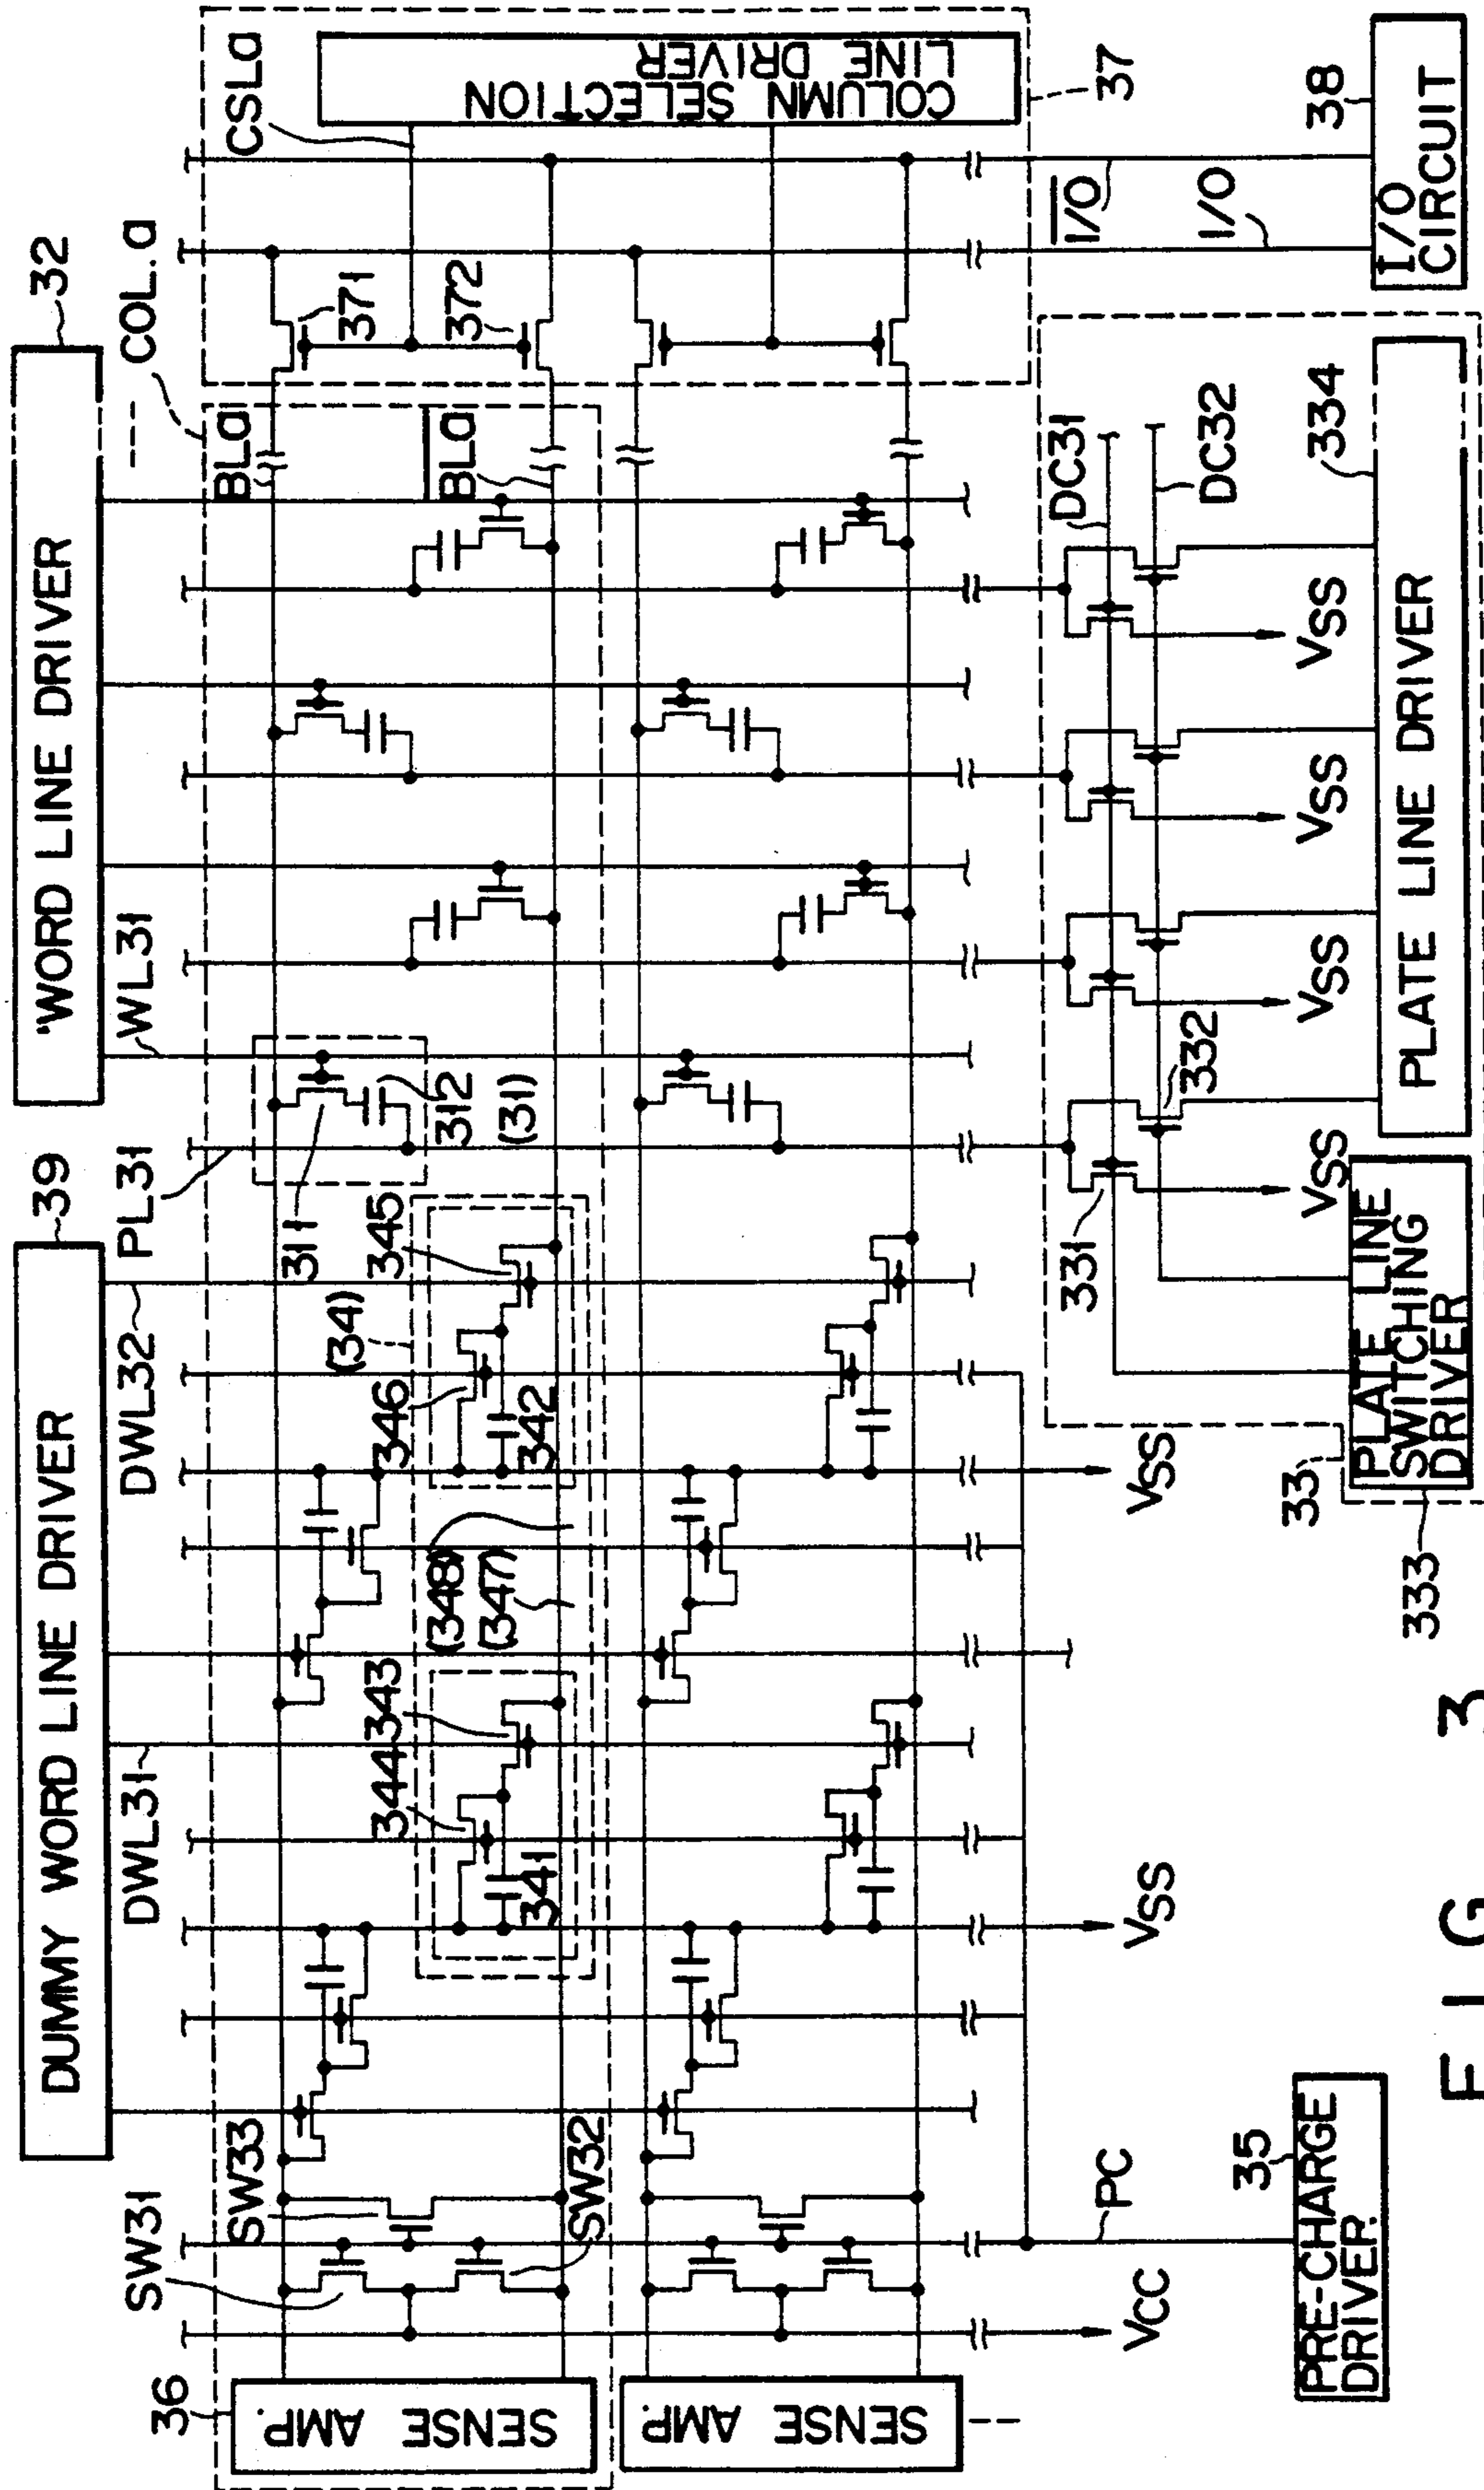 DUMMY WORD LINE DRIVER
39
WORD LINE DRIVER
32
DWL31
DWL32
PL31
WL31
COL.a
CSLa
COLUMN SELECTION
LINE DRIVER
37
SW31
SW33
SW32
36
SENSE AMP.
SENSE AMP.
344
343
341
346
345
342
(34)
(348)
(347)
311
312
(31)
BLa
BLa
371
372
I/O
I/O
38
I/O
CIRCUIT
VCC
PC
35
PRE-CHARGE
DRIVER.
VSS
VSS
VSS
VSS
VSS
VSS
331
332
DC31
DC32
334
PLATE LINE DRIVER
33
333
PLATE LINE
SWITCHING
DRIVER
FIG 3